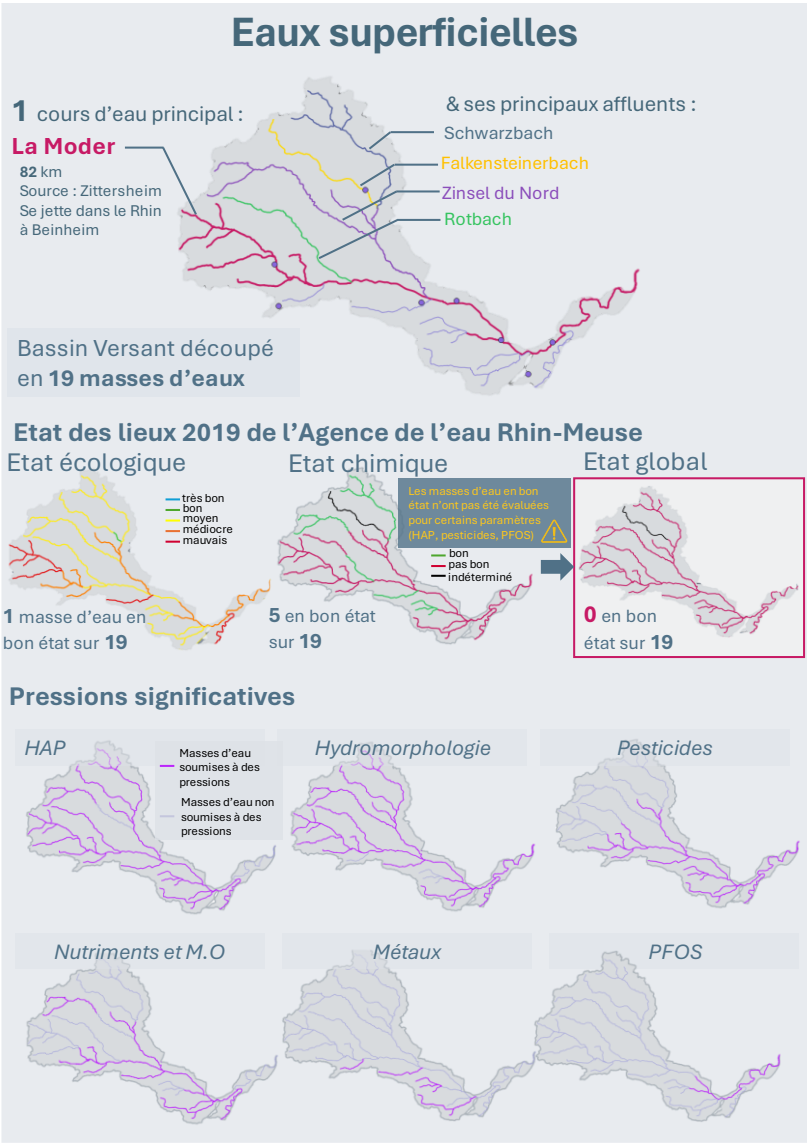 Eaux superficielles
1 cours d'eau principal :
La Moder
82 km
Source : Zittersheim
Se jette dans le Rhin
à Beinheim
& ses principaux affluents :
Schwarzbach
Falkensteinerbach
Zinsel du Nord
Rotbach
Bassin Versant découpé
en 19 masses d'eaux
Etat des lieux 2019 de l'Agence de l'eau Rhin-Meuse
Etat écologique
très bon
bon
moyen
médiocre
mauvais
1 masse d'eau en
bon état sur 19
Etat chimique
Les masses d'eau en bon
état n'ont pas été évaluées
pour certains paramètres
(HAP, pesticides, PFOS)
bon
pas bon
indéterminé
5 en bon état
sur 19
Etat global
0 en bon
état sur 19
Pressions significatives
HAP
Masses d'eau
soumises à des
pressions
Masses d'eau non
soumises à des
pressions
Hydromorphologie
Pesticides
Nutriments et M.O
Métaux
PFOS